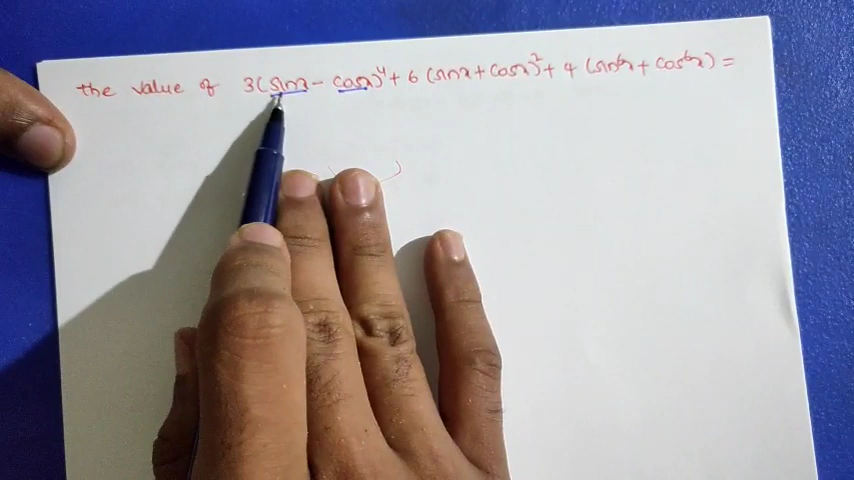 the value of 3(sinx - cosx)⁴ + 6 (sinx + cosx)² + 4 (sin⁶x + cos⁶x) =